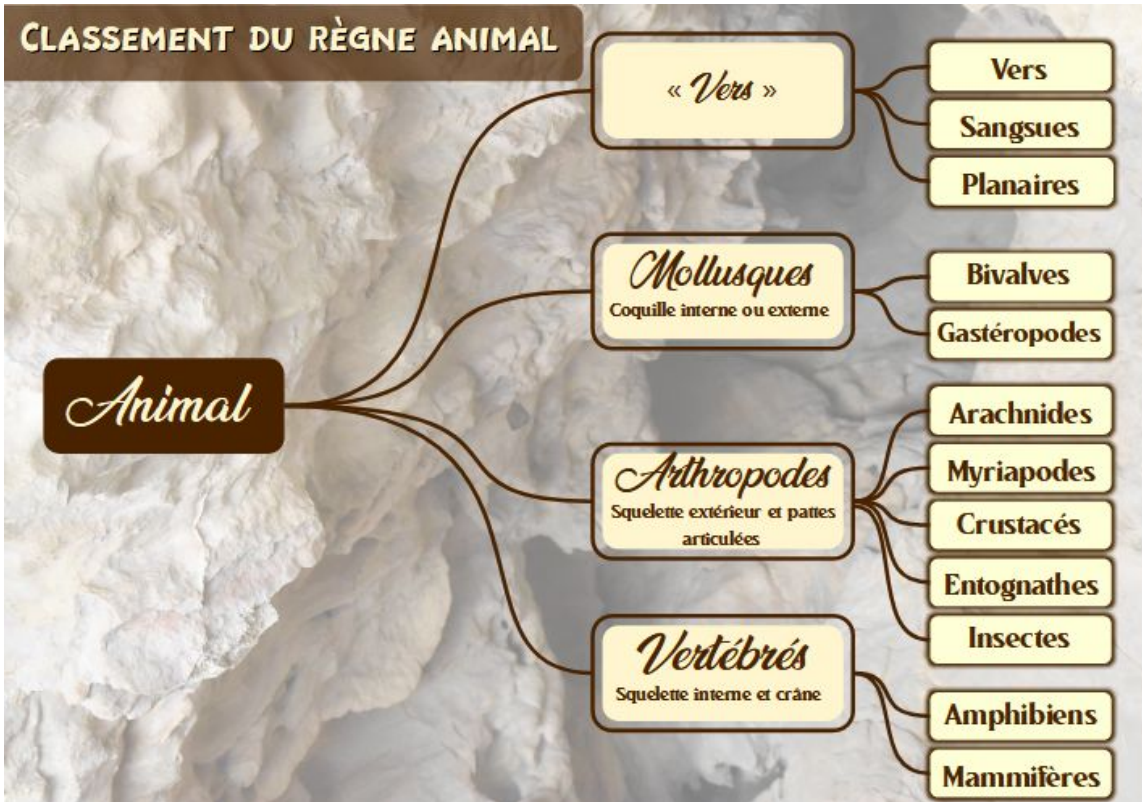 CLASSEMENT DU RÈGNE ANIMAL
Animal
« Vers »
Vers
Sangsues
Planaires
Mollusques
Coquille interne ou externe
Bivalves
Gastéropodes
Arthropodes
Squelette extérieur et pattes
articulées
Arachnides
Myriapodes
Crustacés
Entognathes
Insectes
Vertébrés
Squelette interne et crâne
Amphibiens
Mammifères